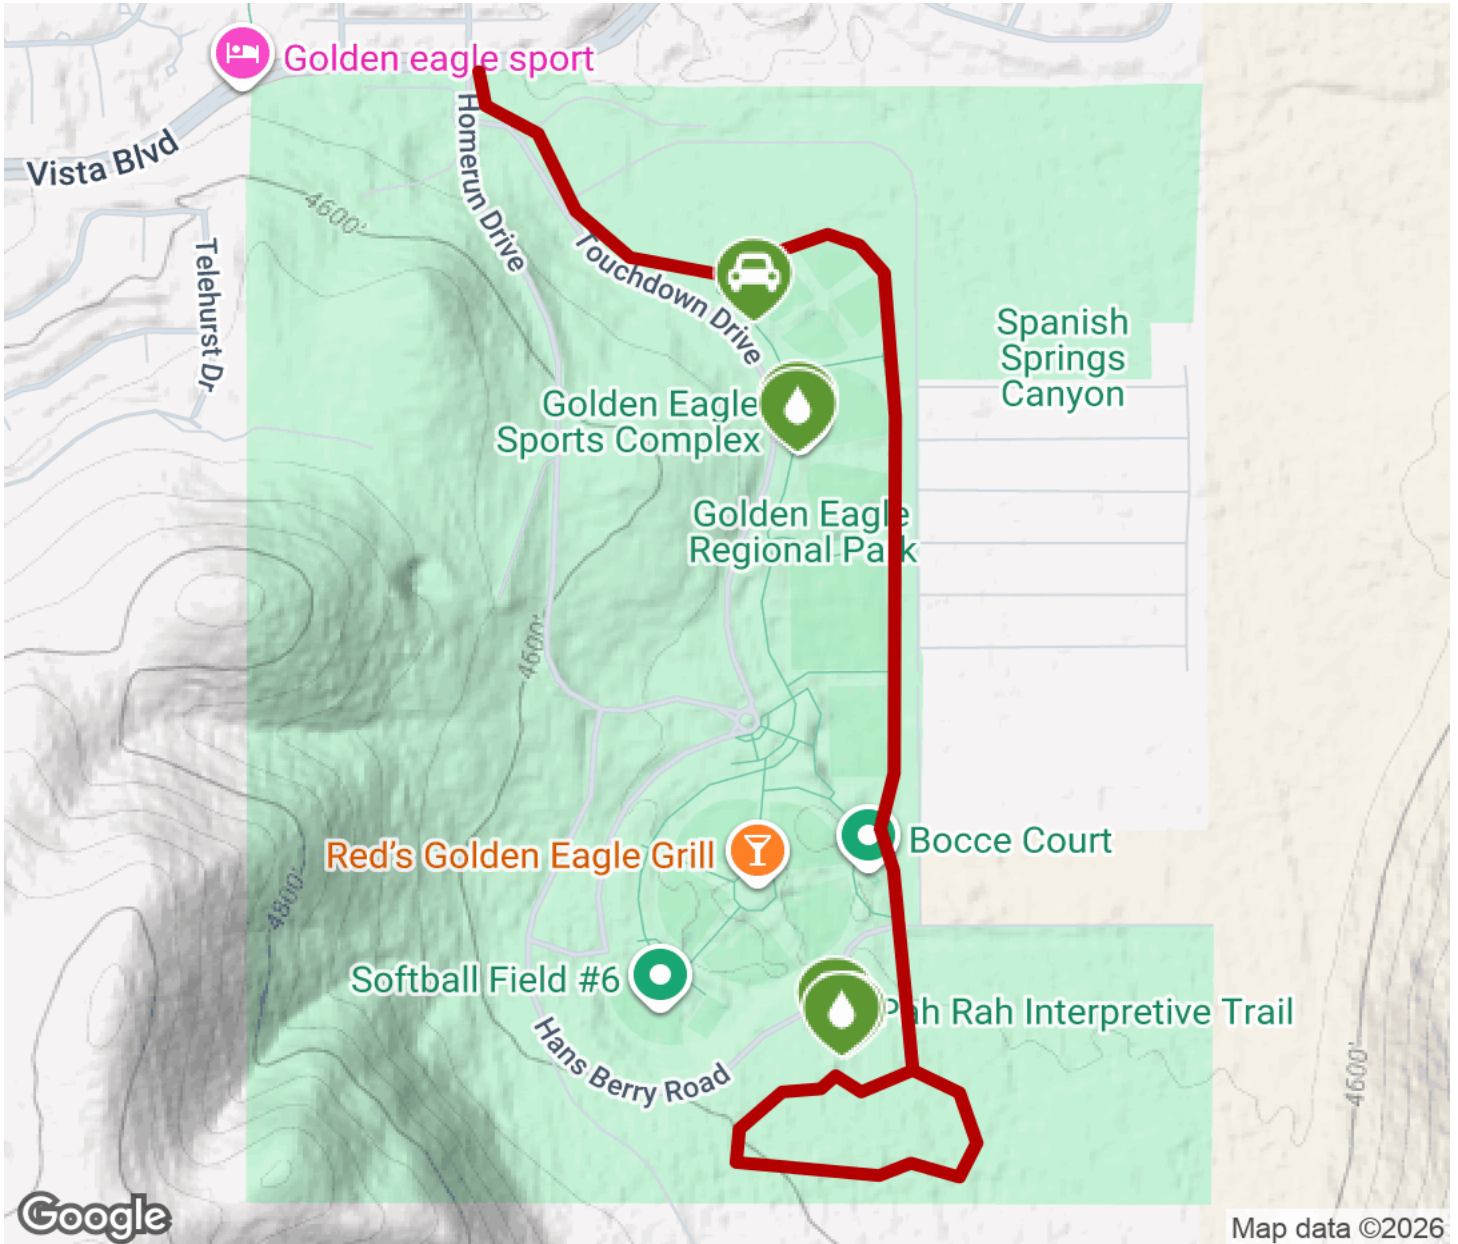 Golden eagle sport
Vista Blvd
Homerun Drive
4600'
Telehurst Dr
Touchdown Drive
Spanish
Springs
Canyon
Golden Eagle
Sports Complex
Golden Eagle
Regional Park
4600'
Red's Golden Eagle Grill
Bocce Court
4800'
Softball Field #6
Pah Rah Interpretive Trail
Hans Berry Road
4600'
Google
Map data ©2026